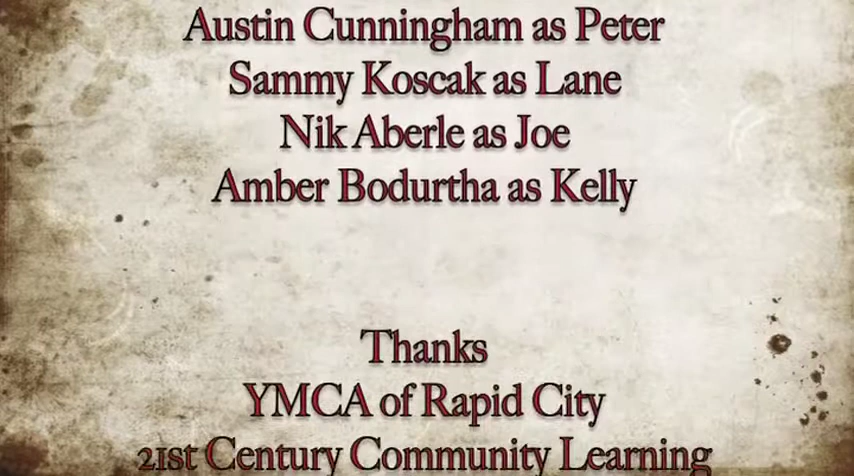 Austin Cunningham as Peter
Sammy Koscak as Lane
Nik Aberle as Joe
Amber Bodurtha as Kelly
Thanks
YMCA of Rapid City
21st Century Community Learning